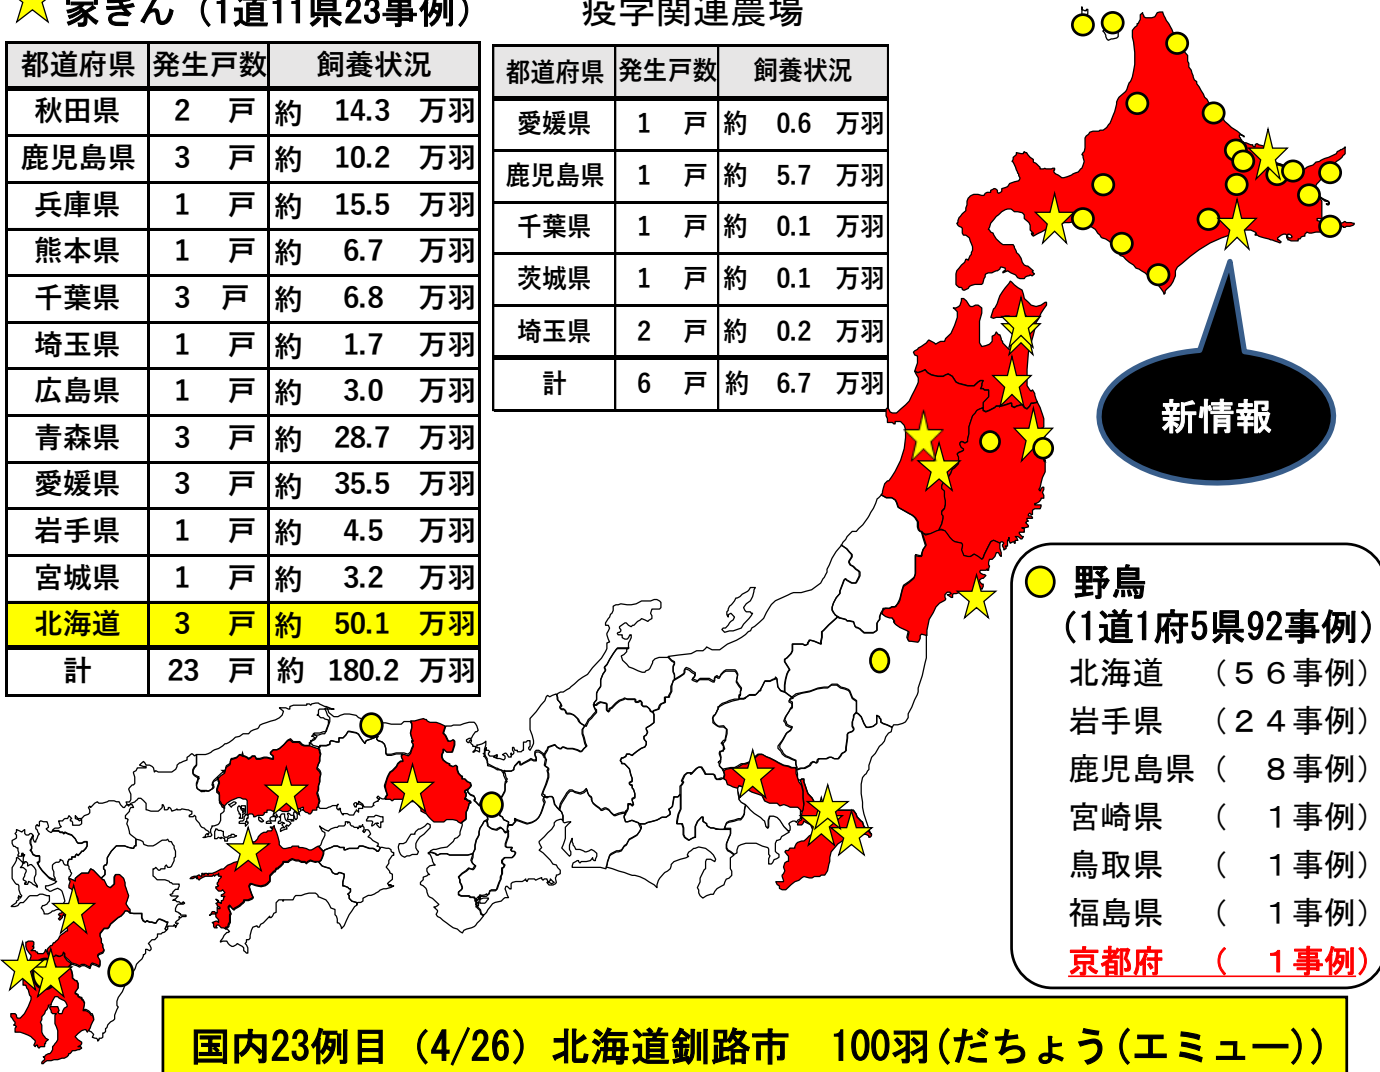 家きん（1道11県23事例）
都道府県 発生戸数 飼養状況
秋田県 2 戸 約 14.3 万羽
鹿児島県 3 戸 約 10.2 万羽
兵庫県 1 戸 約 15.5 万羽
熊本県 1 戸 約 6.7 万羽
千葉県 3 戸 約 6.8 万羽
埼玉県 1 戸 約 1.7 万羽
広島県 1 戸 約 3.0 万羽
青森県 3 戸 約 28.7 万羽
愛媛県 3 戸 約 35.5 万羽
岩手県 1 戸 約 4.5 万羽
宮城県 1 戸 約 3.2 万羽
北海道 3 戸 約 50.1 万羽
計 23 戸 約 180.2 万羽
疫学関連農場
都道府県 発生戸数 飼養状況
愛媛県 1 戸 約 0.6 万羽
鹿児島県 1 戸 約 5.7 万羽
千葉県 1 戸 約 0.1 万羽
茨城県 1 戸 約 0.1 万羽
埼玉県 2 戸 約 0.2 万羽
計 6 戸 約 6.7 万羽
新情報
野鳥
（1道1府5県92事例）
北海道 （５６事例）
岩手県 （２４事例）
鹿児島県（ ８事例）
宮崎県 （ １事例）
鳥取県 （ １事例）
福島県 （ １事例）
京都府 （ １事例）
国内23例目（4/26）北海道釧路市 100羽（だちょう（エミュー））